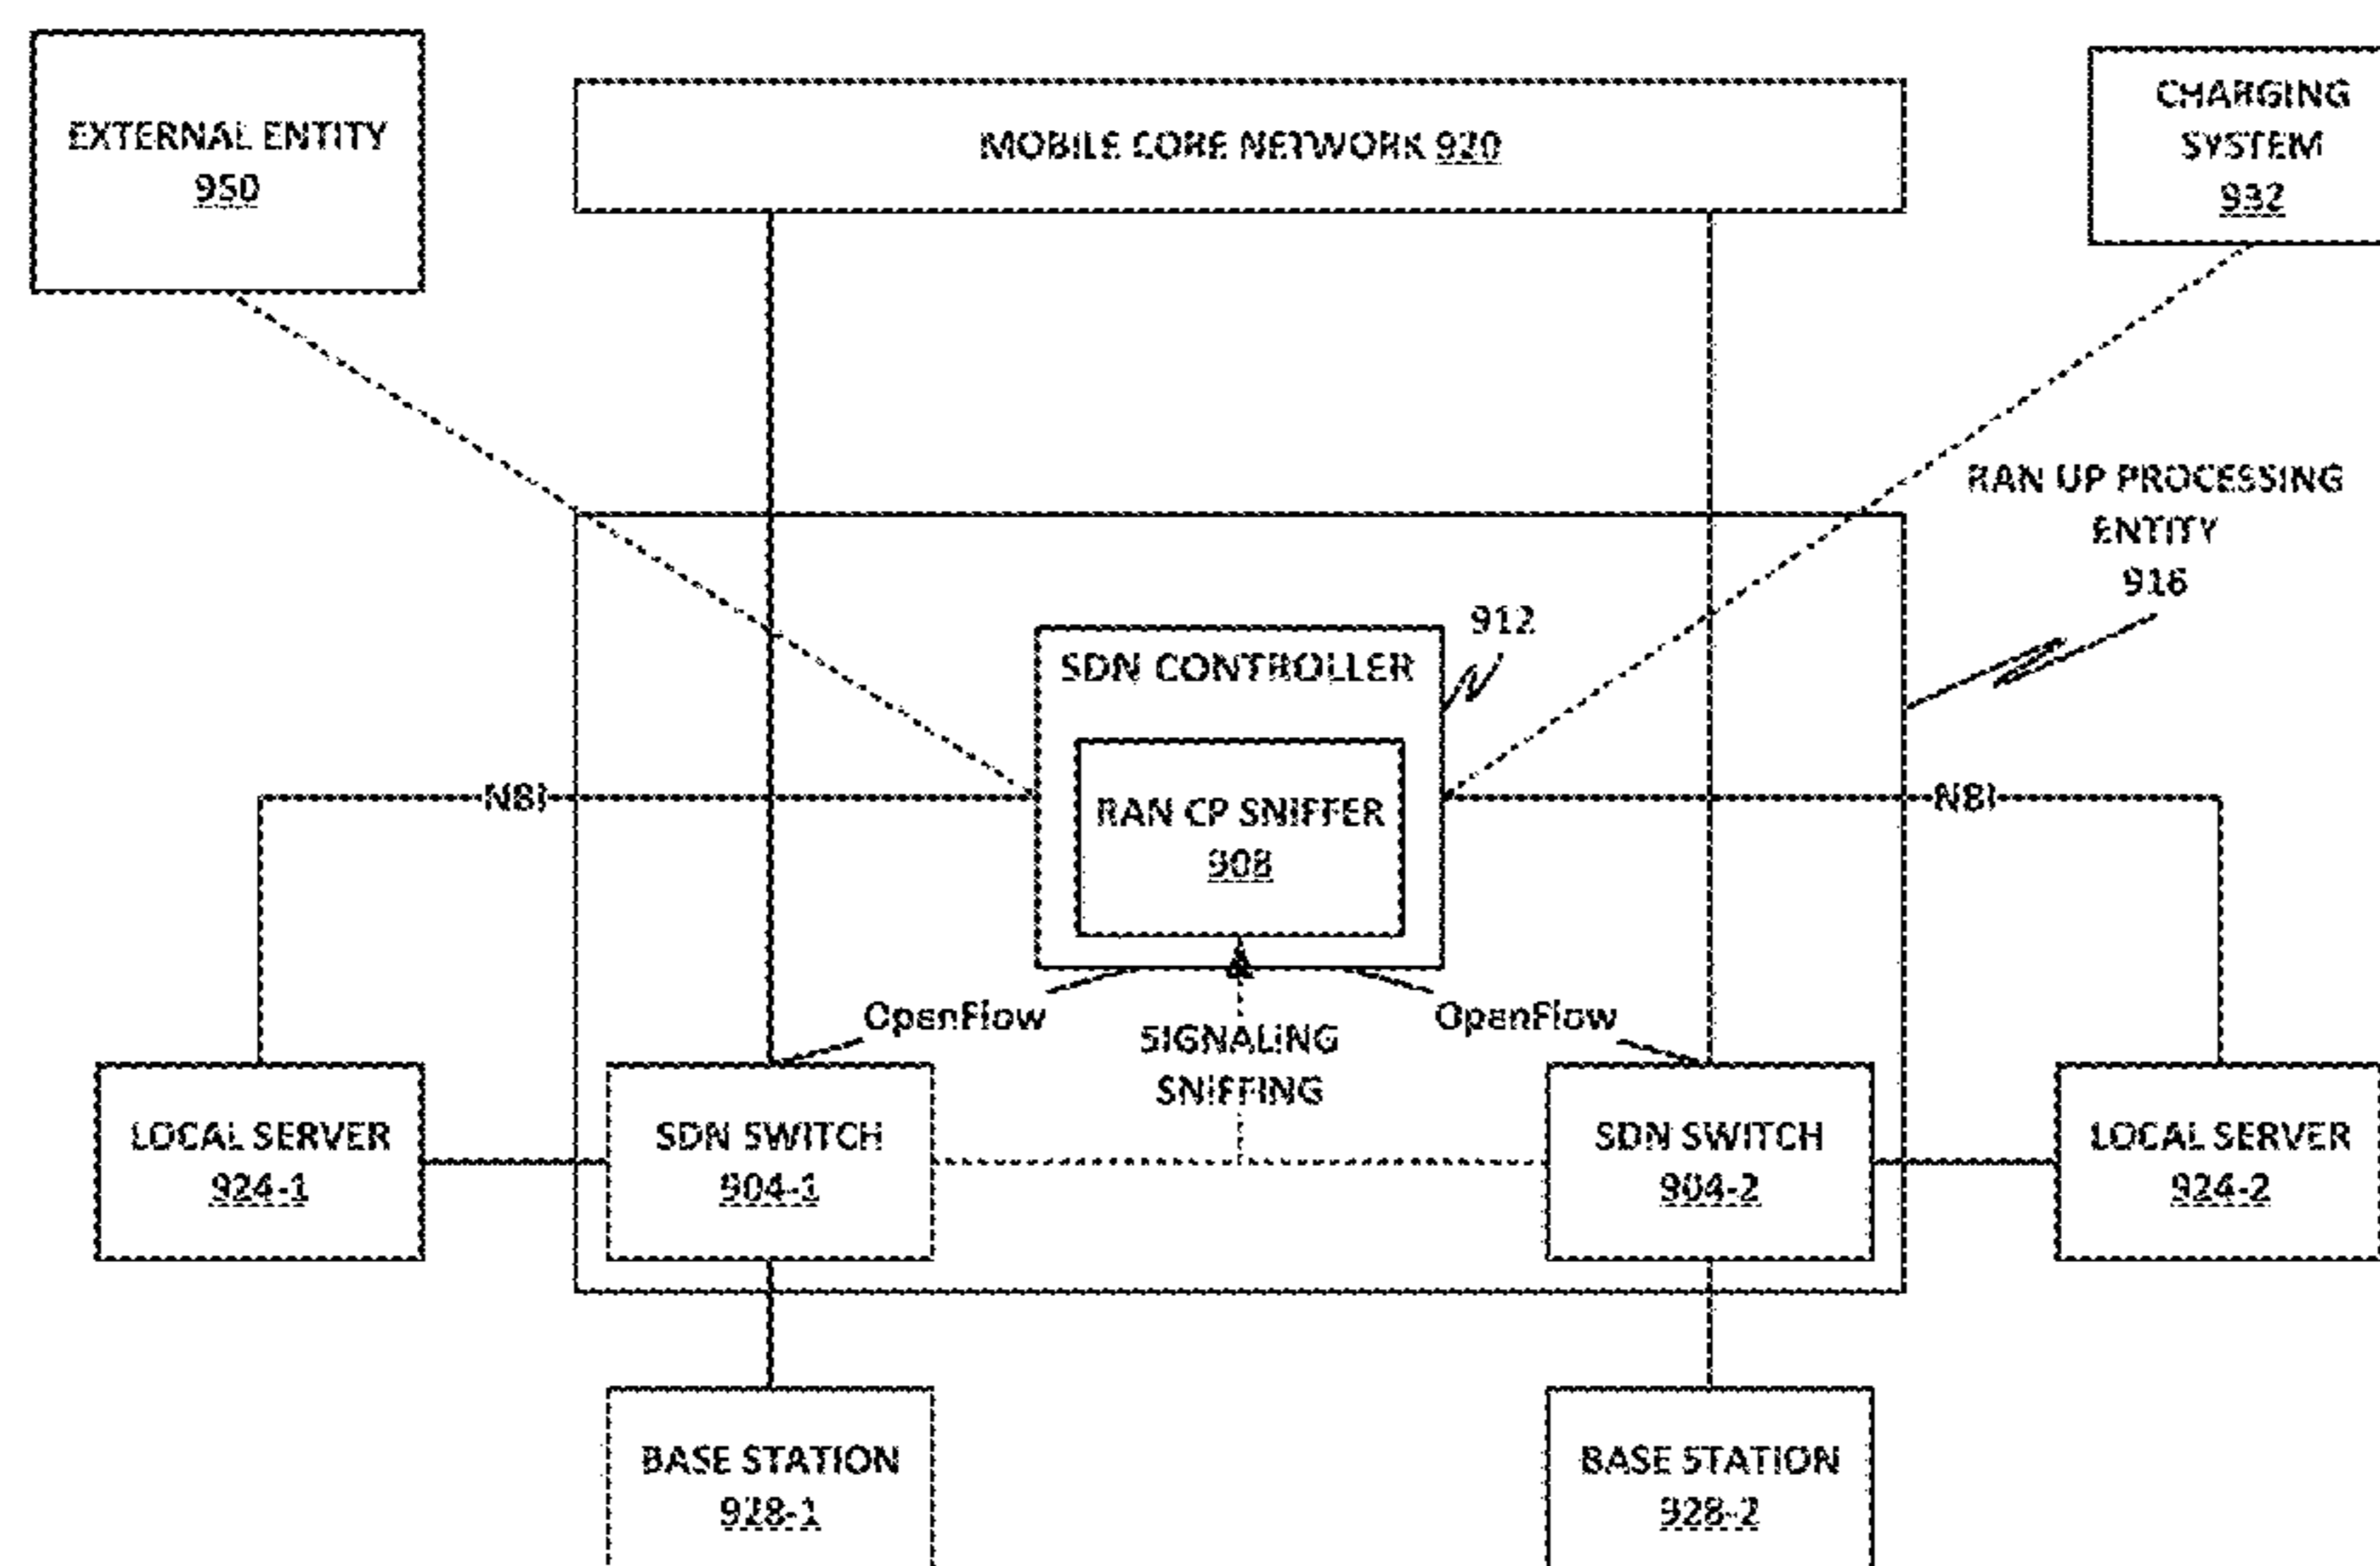 EXTERNAL ENTITY
950
MOBILE CORE NETWORK 920
CHARGING
SYSTEM
932
RAN UP PROCESSING
ENTITY
916
912
SDN CONTROLLER
RAN CP SNIFFER
908
NBI
NBI
OpenFlow
OpenFlow
SIGNALING
SNIFFING
LOCAL SERVER
924-1
SDN SWITCH
904-1
SDN SWITCH
904-2
LOCAL SERVER
924-2
BASE STATION
928-1
BASE STATION
928-2